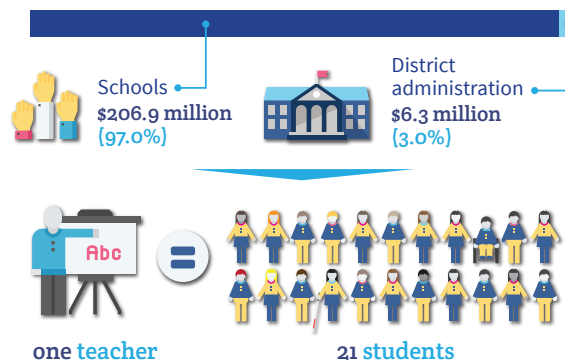 Schools
$206.9 million
(97.0%)
District
administration
$6.3 million
(3.0%)
Abc
one teacher
21 students